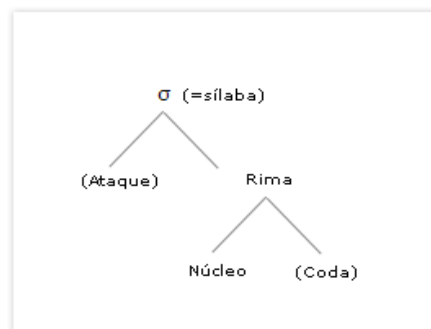 σ (=sílaba)
(Ataque) Rima
Núcleo (Coda)